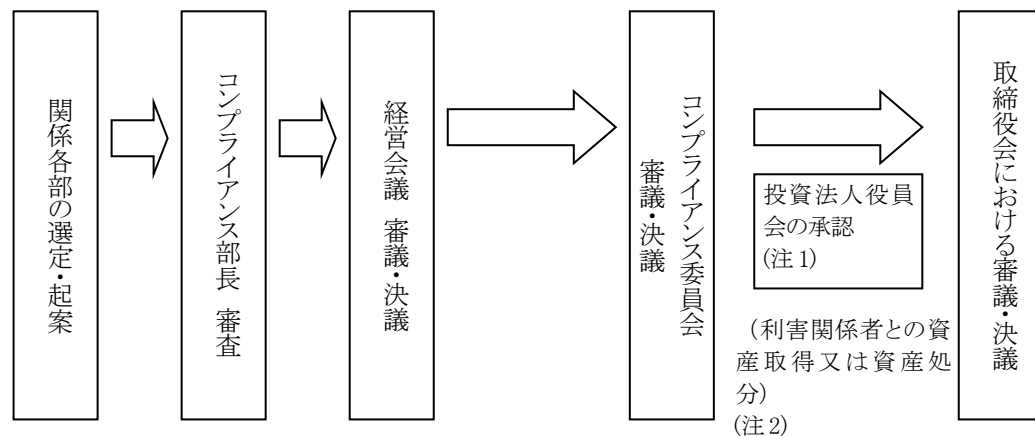 関係各部の選定・起案
コンプライアンス部長 審査
経営会議 審議・決議
コンプライアンス委員会
審議・決議
投資法人役員
会の承認
(注1)
(利害関係者との資
産取得又は資産処
分)
(注2)
取締役会における審議・決議